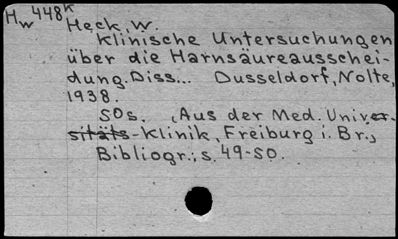 Hw 448k
Heck, W.
Klinische Untersuchungen
über die Harnsäureausschei-
dung. Diss... Dusseldorf, Nolte,
1938.
50s. (Aus der Med. Univer-
sitäts-Klinik, Freiburg i. Br.,
Bibliogr.; s. 49-50.